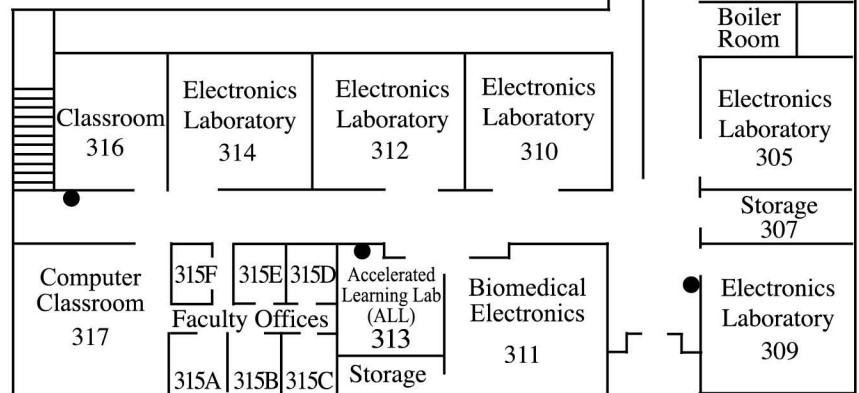 Boiler
Room
Classroom
316
Electronics
Laboratory
314
Electronics
Laboratory
312
Electronics
Laboratory
310
Electronics
Laboratory
305
Storage
307
Computer
Classroom
317
315F
315E
315D
Faculty Offices
315A
315B
315C
Accelerated
Learning Lab
(ALL)
313
Storage
Biomedical
Electronics
311
Electronics
Laboratory
309